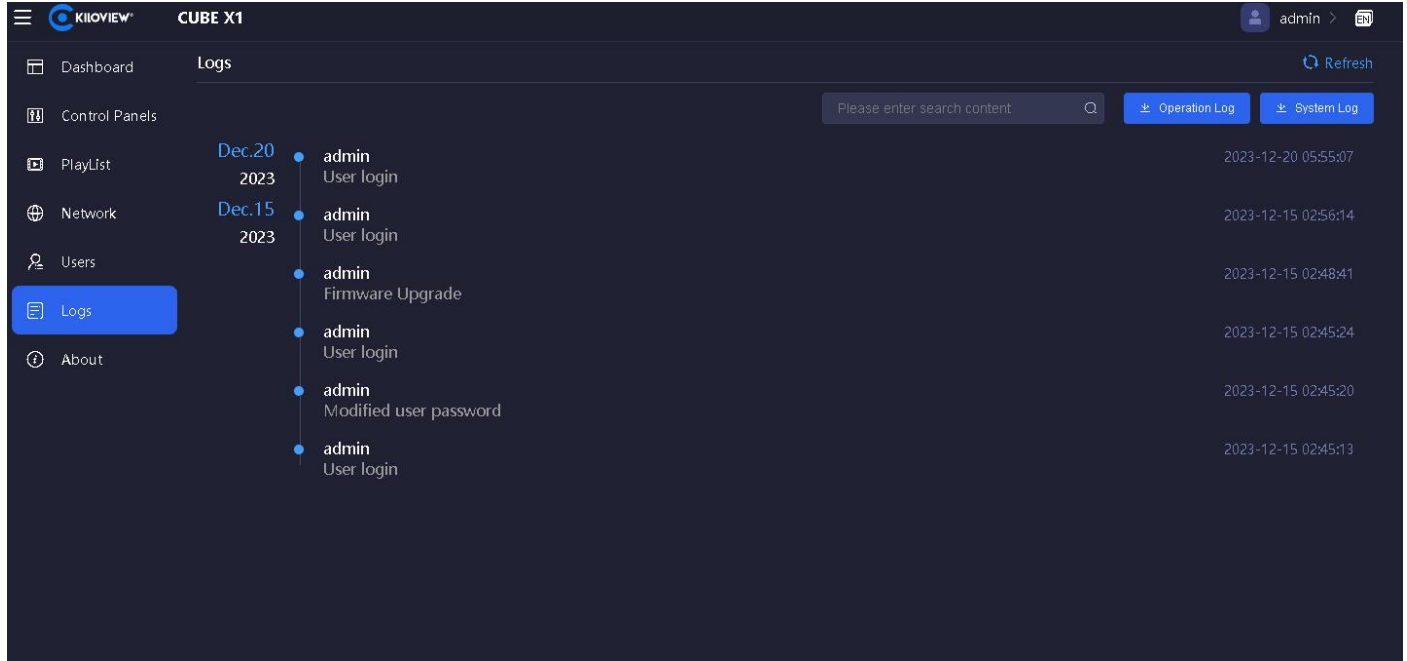 KILOVIEW CUBE X1 admin > EN
Dashboard
Control Panels
PlayList
Network
Users
Logs
About
Logs Refresh
Please enter search content Operation Log System Log
Dec.20 admin 2023-12-20 05:55:07
2023 User login
Dec.15 admin 2023-12-15 02:56:14
2023 User login
admin 2023-12-15 02:48:41
Firmware Upgrade
admin 2023-12-15 02:45:24
User login
admin 2023-12-15 02:45:20
Modified user password
admin 2023-12-15 02:45:13
User login